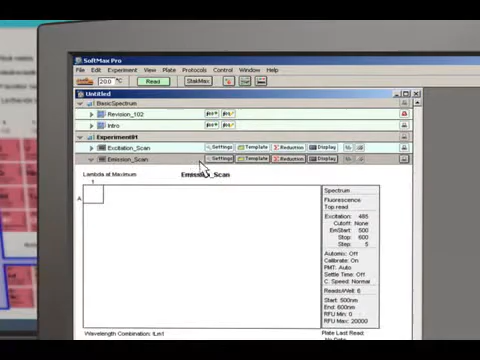 SoftMax Pro
File Edit Experiment View Plate Protocols Control Window Help
20.0 Read StakMax
Untitled
BasicSpectrum
Revision_102
Intro
Experiment#1
Excitation_Scan Settings Template Reduction Display
Emission_Scan Settings Template Reduction Display
Lambda at Maximum Emission_Scan
1
A
Spectrum
Fluorescence
Top read
Excitation: 485
Cutoff: None
EmStart: 500
Stop: 600
Step: 5
Automix: Off
Calibrate: On
PMT: Auto
Settle Time: Off
C. Speed: Normal
Reads/Well: 6
Start: 500nm
End: 600nm
RFU Min: 0
RFU Max: 20000
Wavelength Combination: !Lm1
Plate Last Read: